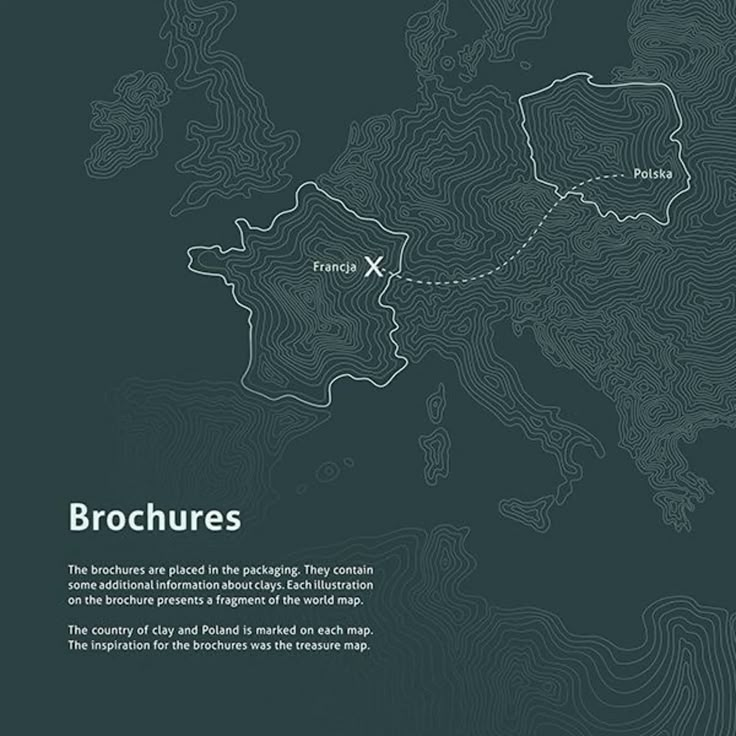 Polska
Francja X
Brochures
The brochures are placed in the packaging. They contain
some additional information about clays. Each illustration
on the brochure presents a fragment of the world map.
The country of clay and Poland is marked on each map.
The inspiration for the brochures was the treasure map.